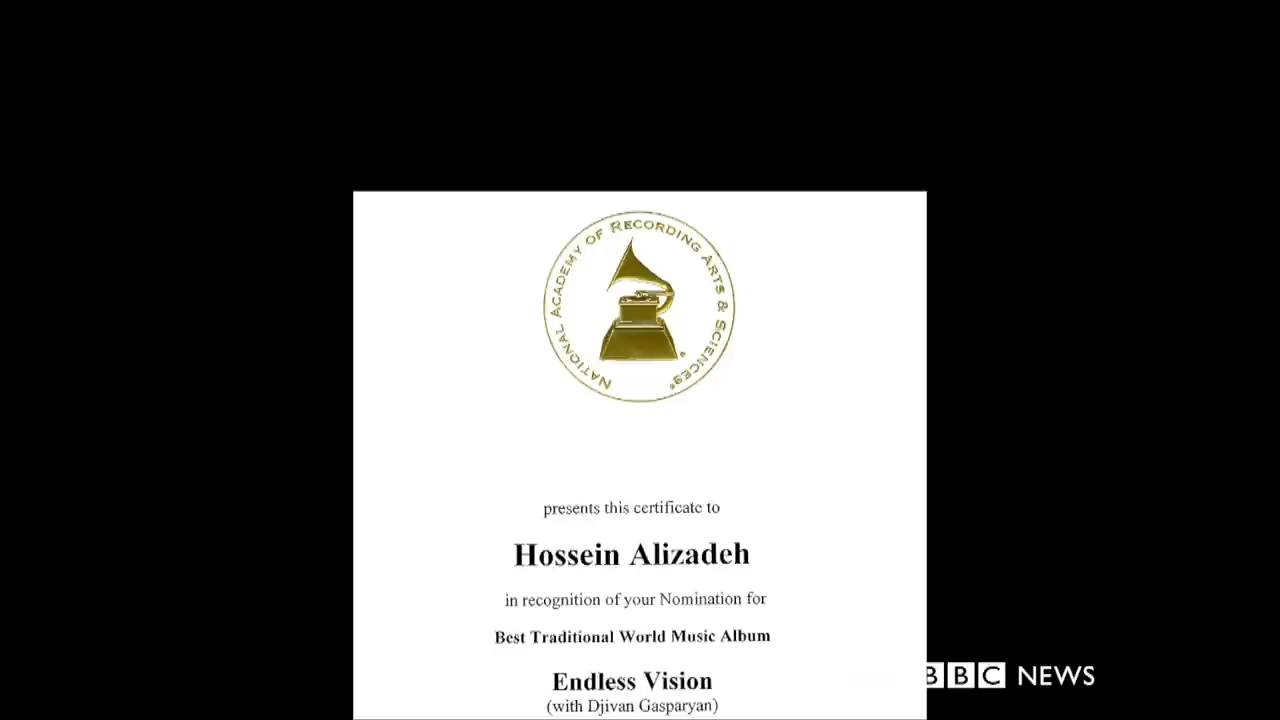 NATIONAL ACADEMY OF RECORDING ARTS & SCIENCES
presents this certificate to
Hossein Alizadeh
in recognition of your Nomination for
Best Traditional World Music Album
Endless Vision
(with Djivan Gasparyan)
BBC NEWS